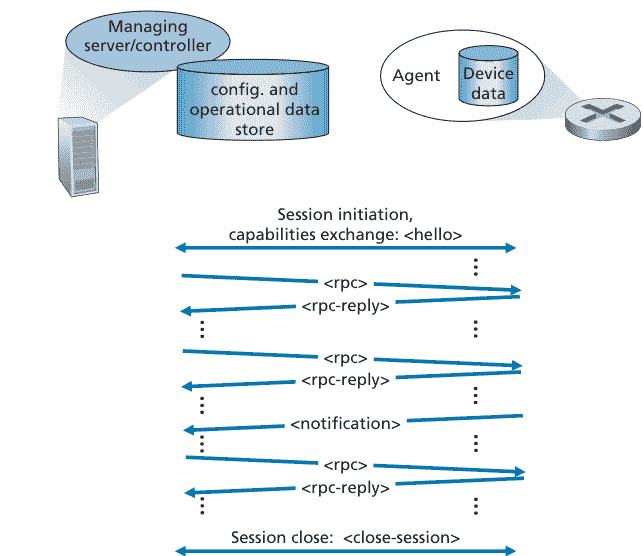 Managing
server/controller
config. and
operational data
store
Agent
Device
data
Session initiation,
capabilities exchange: <hello>
<rpc>
<rpc-reply>
<rpc>
<rpc-reply>
<notification>
<rpc>
<rpc-reply>
Session close: <close-session>